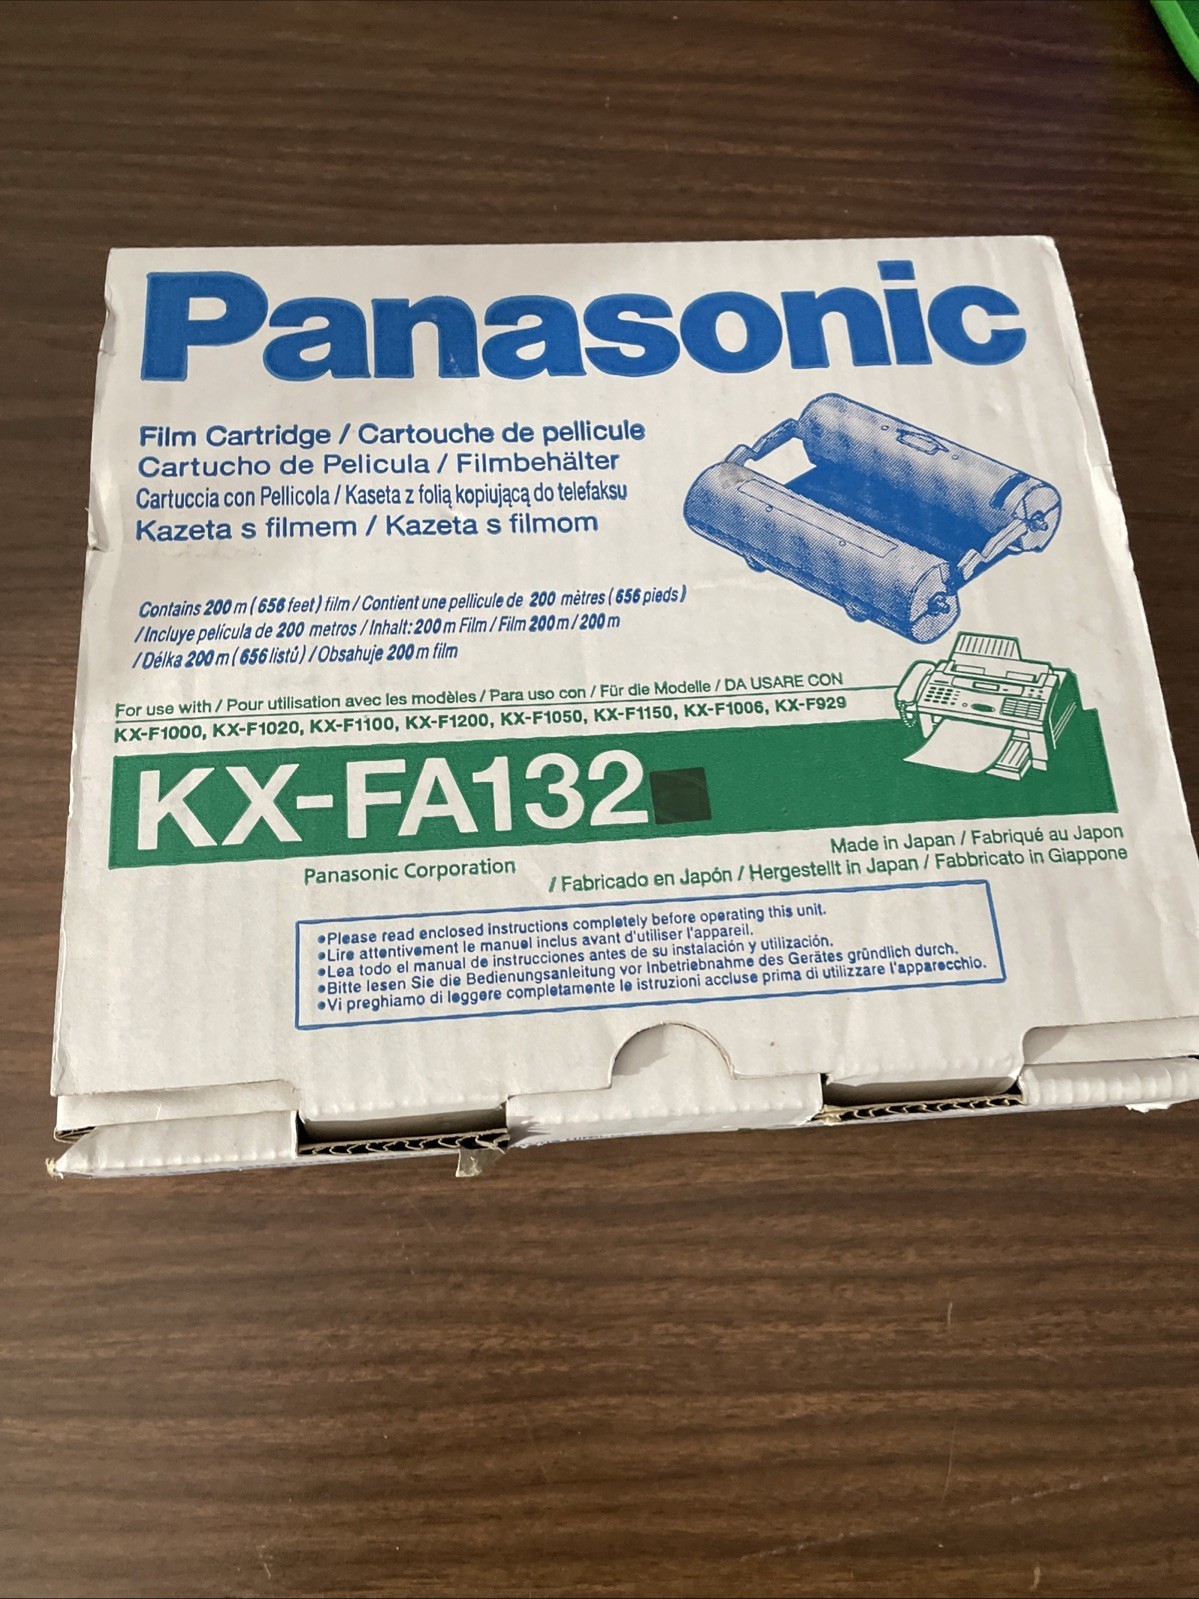 Panasonic
Film Cartridge / Cartouche de pellicule
Cartucho de Pelicula / Filmbehälter
Cartuccia con Pellicola / Kaseta z folią kopiującą do telefaksu
Kazeta s filmem / Kazeta s filmom
Contains 200 m ( 656 feet ) film / Contient une pellicule de 200 mètres ( 656 pieds )
/ Incluye película de 200 metros / Inhalt: 200 m Film / Film 200 m / 200 m
/ Délka 200 m ( 656 listů ) / Obsahuje 200 m film
For use with / Pour utilisation avec les modèles / Para uso con / Für die Modelle / DA USARE CON
KX-F1000, KX-F1020, KX-F1100, KX-F1200, KX-F1050, KX-F1150, KX-F1006, KX-F929
KX-FA132
Panasonic Corporation
Made in Japan / Fabriqué au Japon
/ Fabricado en Japón / Hergestellt in Japan / Fabbricato in Giappone
•Please read enclosed instructions completely before operating this unit.
•Lire attentivement le manuel inclus avant d'utiliser l'appareil.
•Lea todo el manual de instrucciones antes de su instalación y utilización.
•Bitte lesen Sie die Bedienungsanleitung vor Inbetriebnahme des Gerätes gründlich durch.
•Vi preghiamo di leggere completamente le istruzioni accluse prima di utilizzare l'apparecchio.